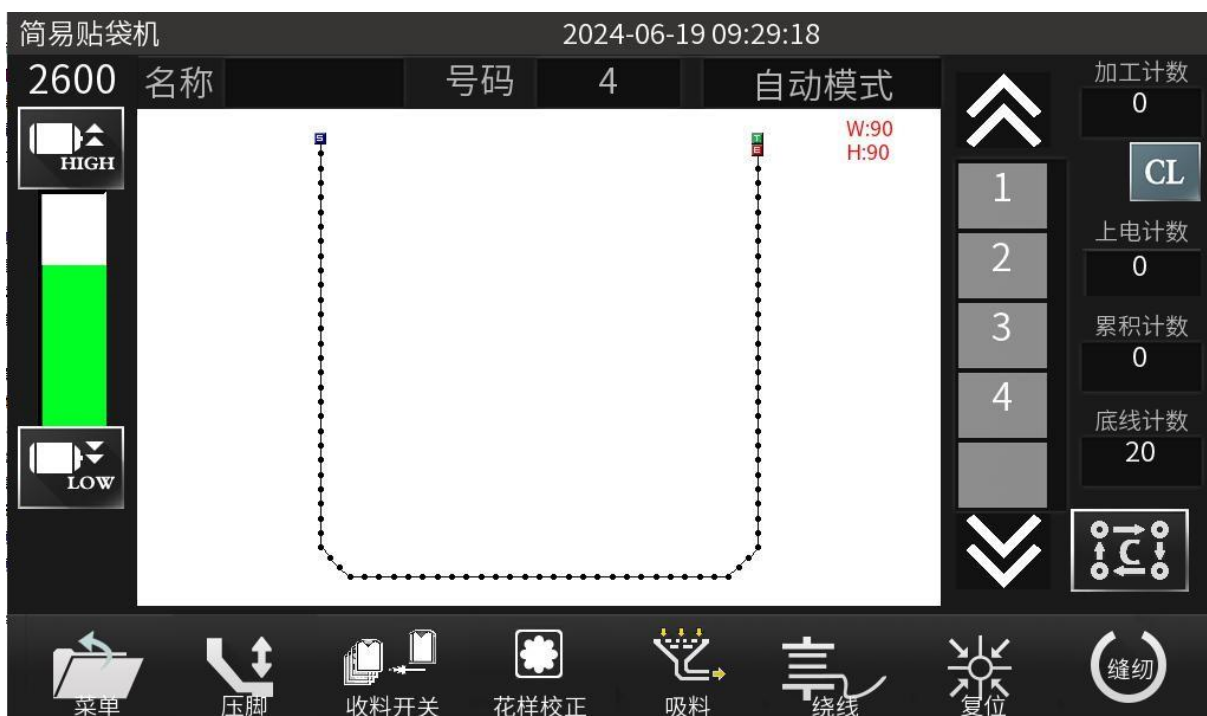 简易贴袋机 2024-06-19 09:29:18
2600 名称 号码 4 自动模式
加工计数
0
HIGH
W:90
H:90
S
T
E
CL
1
上电计数
2
0
3
累积计数
0
4
底线计数
20
LOW
C
菜单 压脚 收料开关 花样校正 吸料 绕线 复位 缝纫